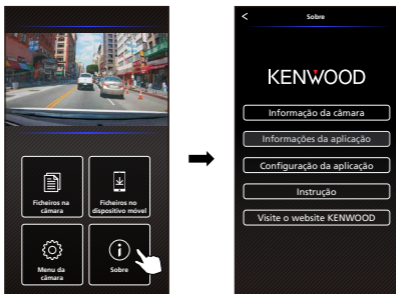 Ficheiros na
câmara
Ficheiros no
dispositivo móvel
Menu da
câmara
Sobre
< Sobre
KENWOOD
Informação da câmara
Informações da aplicação
Configuração da aplicação
Instrução
Visite o website KENWOOD